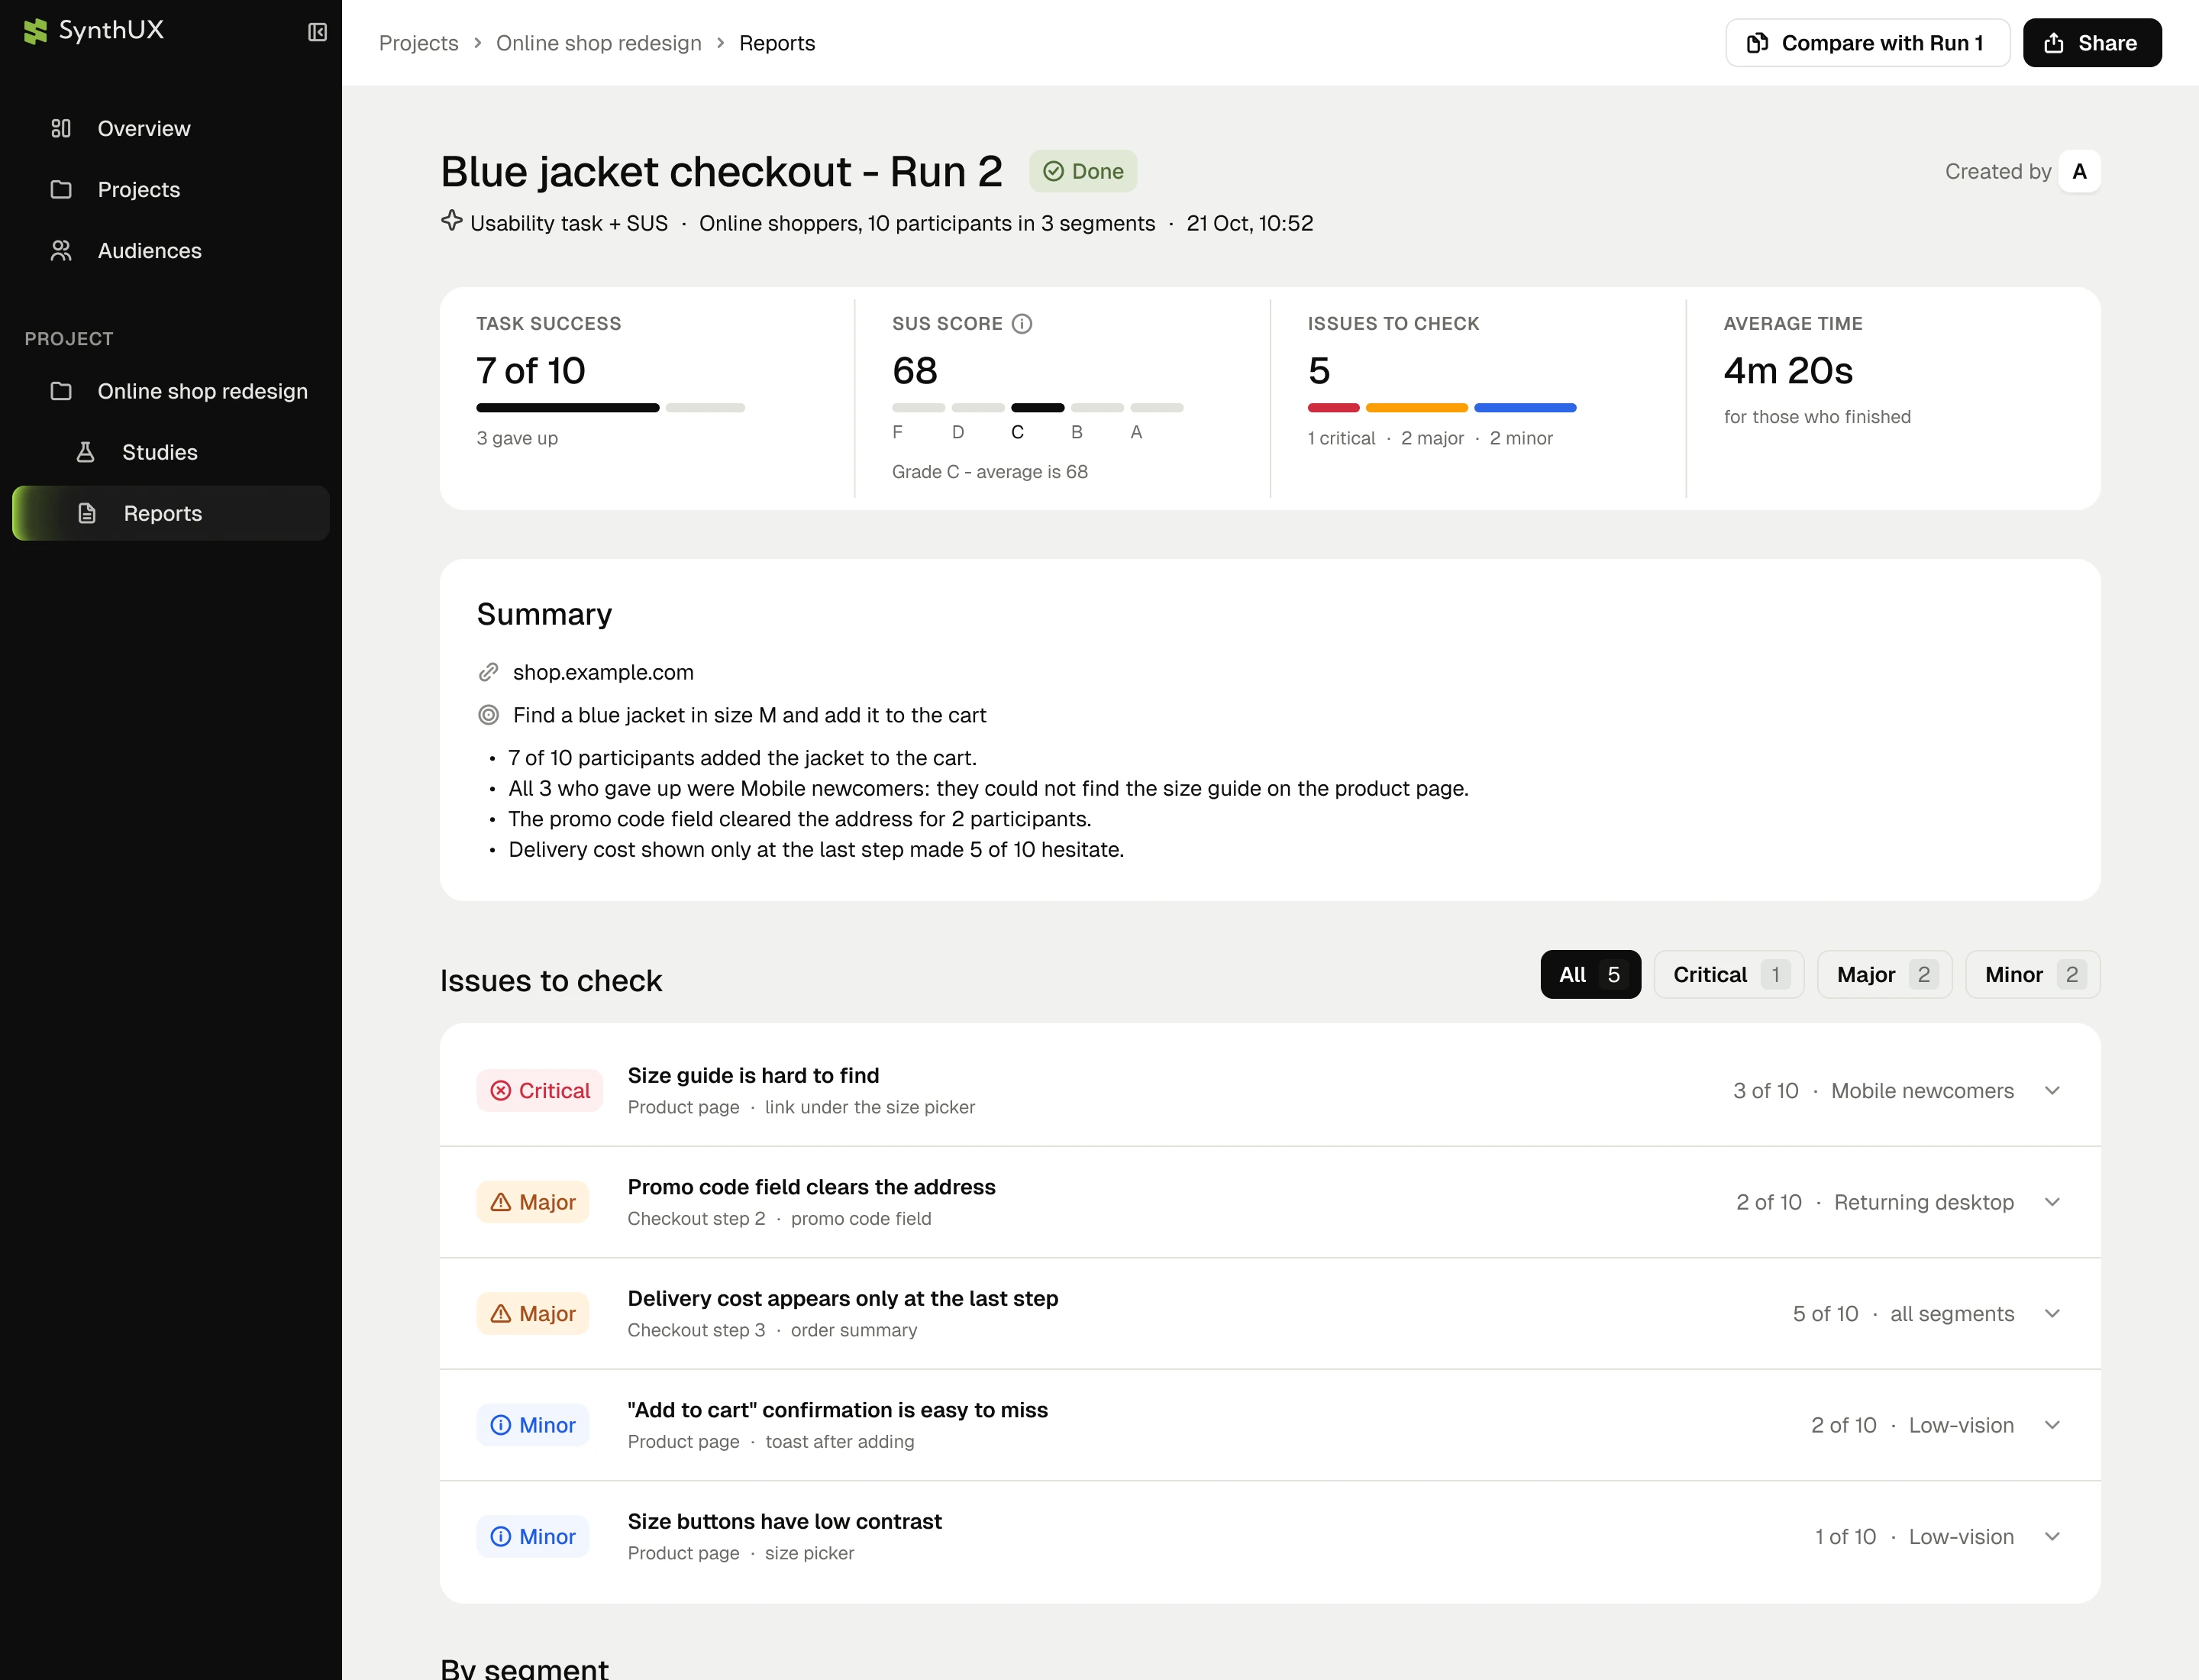 SynthUX
Projects > Online shop redesign > Reports
Compare with Run 1
Share
Overview
Projects
Audiences
PROJECT
Online shop redesign
Studies
Reports
Blue jacket checkout - Run 2
Done
Created by A
Usability task + SUS · Online shoppers, 10 participants in 3 segments · 21 Oct, 10:52
TASK SUCCESS
7 of 10
3 gave up
SUS SCORE
68
F D C B A
Grade C - average is 68
ISSUES TO CHECK
5
1 critical · 2 major · 2 minor
AVERAGE TIME
4m 20s
for those who finished
Summary
shop.example.com
Find a blue jacket in size M and add it to the cart
• 7 of 10 participants added the jacket to the cart.
• All 3 who gave up were Mobile newcomers: they could not find the size guide on the product page.
• The promo code field cleared the address for 2 participants.
• Delivery cost shown only at the last step made 5 of 10 hesitate.
Issues to check
All 5
Critical 1
Major 2
Minor 2
Critical
Size guide is hard to find
Product page · link under the size picker
3 of 10 · Mobile newcomers
Major
Promo code field clears the address
Checkout step 2 · promo code field
2 of 10 · Returning desktop
Major
Delivery cost appears only at the last step
Checkout step 3 · order summary
5 of 10 · all segments
Minor
"Add to cart" confirmation is easy to miss
Product page · toast after adding
2 of 10 · Low-vision
Minor
Size buttons have low contrast
Product page · size picker
1 of 10 · Low-vision
By segment